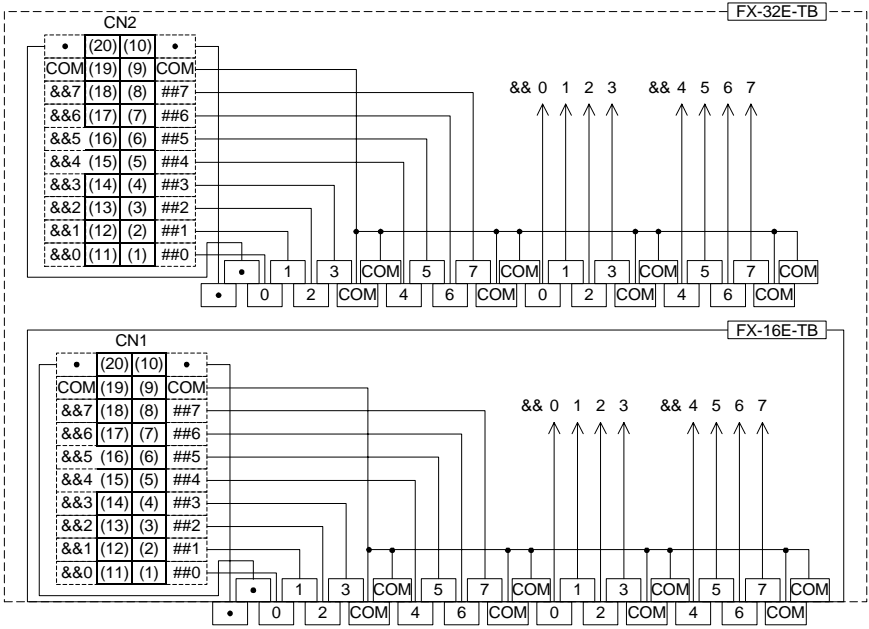 FX-32E-TB
CN2
• (20) (10) •
COM (19) (9) COM
&&7 (18) (8) ##7
&&6 (17) (7) ##6
&&5 (16) (6) ##5
&&4 (15) (5) ##4
&&3 (14) (4) ##3
&&2 (13) (3) ##2
&&1 (12) (2) ##1
&&0 (11) (1) ##0
&& 0 1 2 3 && 4 5 6 7
• 1 3 COM 5 7 COM 1 3 COM 5 7 COM
• 0 2 COM 4 6 COM 0 2 COM 4 6 COM
FX-16E-TB
CN1
• (20) (10) •
COM (19) (9) COM
&&7 (18) (8) ##7
&&6 (17) (7) ##6
&&5 (16) (6) ##5
&&4 (15) (5) ##4
&&3 (14) (4) ##3
&&2 (13) (3) ##2
&&1 (12) (2) ##1
&&0 (11) (1) ##0
&& 0 1 2 3 && 4 5 6 7
• 1 3 COM 5 7 COM 1 3 COM 5 7 COM
• 0 2 COM 4 6 COM 0 2 COM 4 6 COM